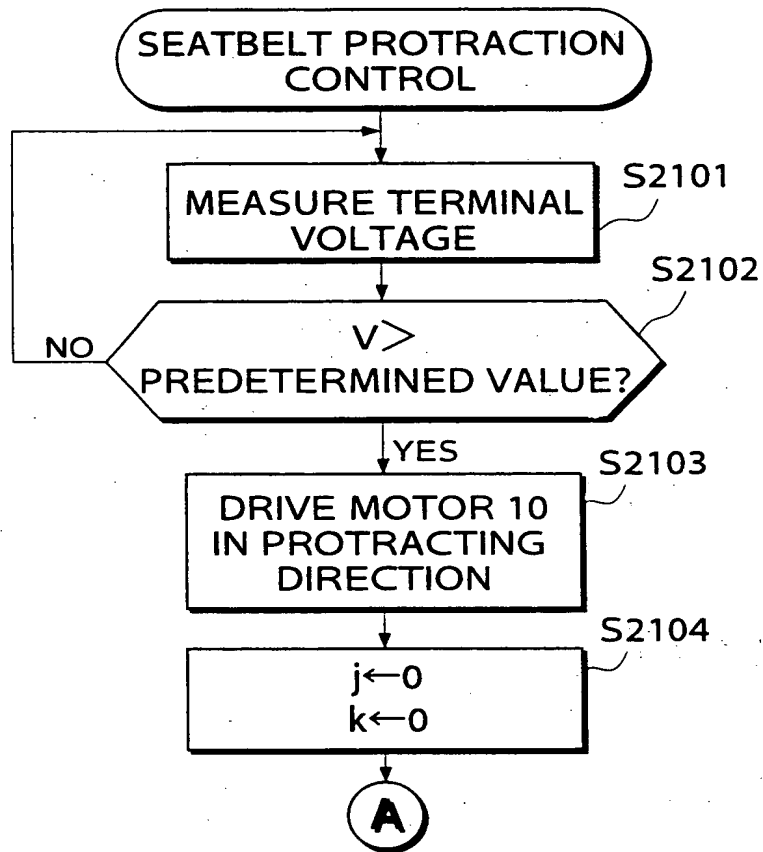 SEATBELT PROTRACTION
CONTROL
MEASURE TERMINAL
VOLTAGE
S2101
V>
PREDETERMINED VALUE?
S2102
NO
YES
DRIVE MOTOR 10
IN PROTRACTING
DIRECTION
S2103
j←0
k←0
S2104
A